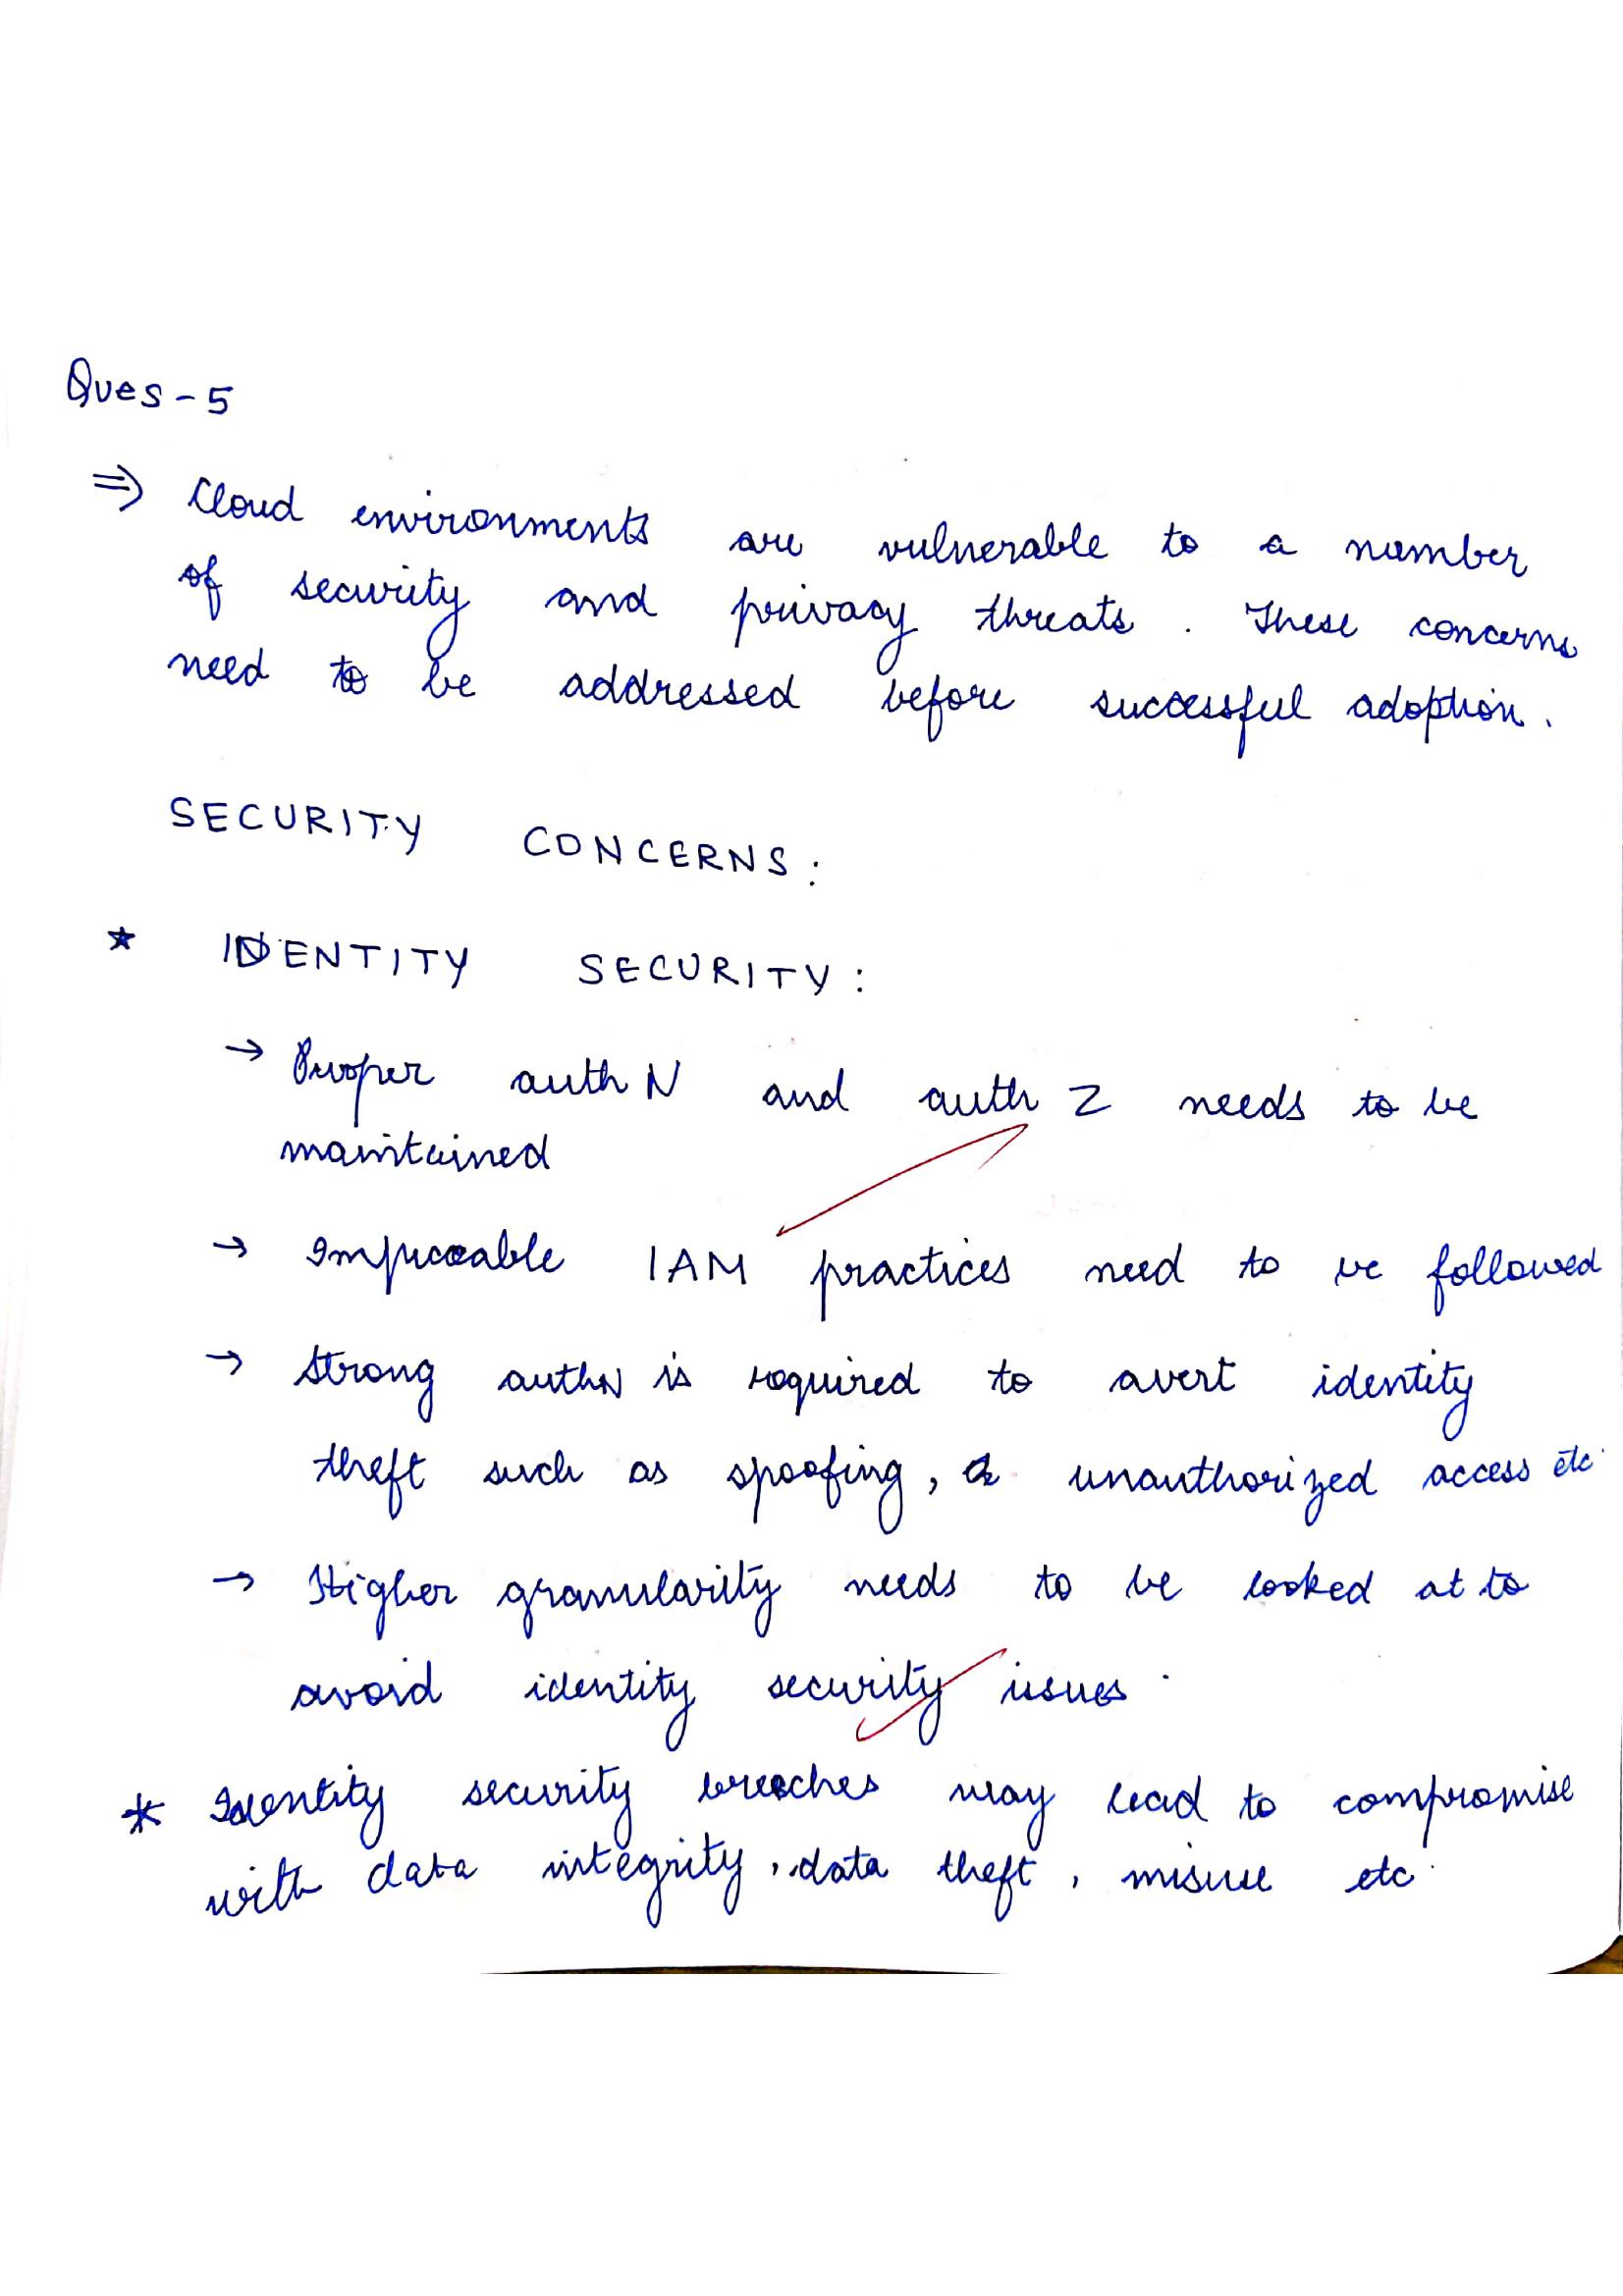 Ques - 5
⇒ Cloud environments are vulnerable to a number
of security and privacy threats. These concerns
need to be addressed before successful adoption.
SECURITY CONCERNS:
* IDENTITY SECURITY:
→ Proper auth N and auth Z needs to be
maintained
→ IAM practices need to be followed
→ Strong authN is required to avert identity
theft such as spoofing, unauthorized access etc.
→ Higher granularity needs to be looked at to
avoid identity security issues.
* Identity security breaches may lead to compromise
with data integrity, data theft, misuse etc.